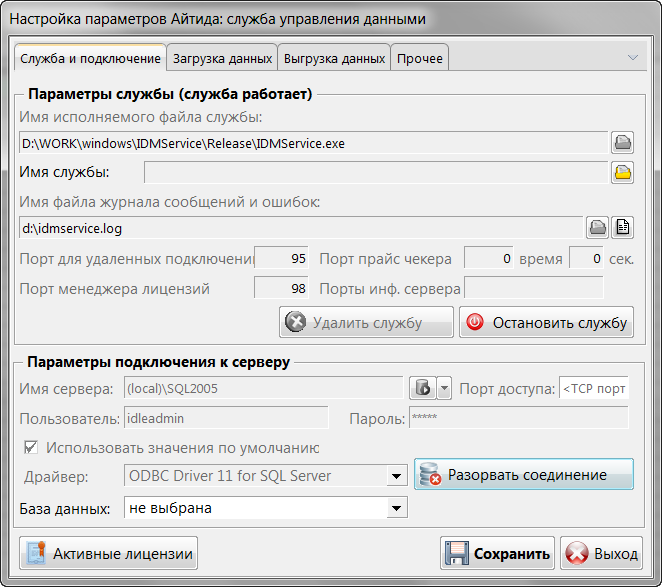 Настройка параметров Айтида: служба управления данными
Служба и подключение Загрузка данных Выгрузка данных Прочее
Параметры службы (служба работает)
Имя исполняемого файла службы:
D:\WORK\windows\IDMService\Release\IDMService.exe
Имя службы:
Имя файла журнала сообщений и ошибок:
d:\idmservice.log
Порт для удаленных подключени 95 Порт прайс чекера 0 время 0 сек.
Порт менеджера лицензий 98 Порты инф. сервера
Удалить службу Остановить службу
Параметры подключения к серверу
Имя сервера: (local)\SQL2005 Порт доступа: <TCP порт
Пользователь: idleadmin Пароль: *****
Использовать значения по умолчанию
Драйвер: ODBC Driver 11 for SQL Server Разорвать соединение
База данных: не выбрана
Активные лицензии Сохранить Выход